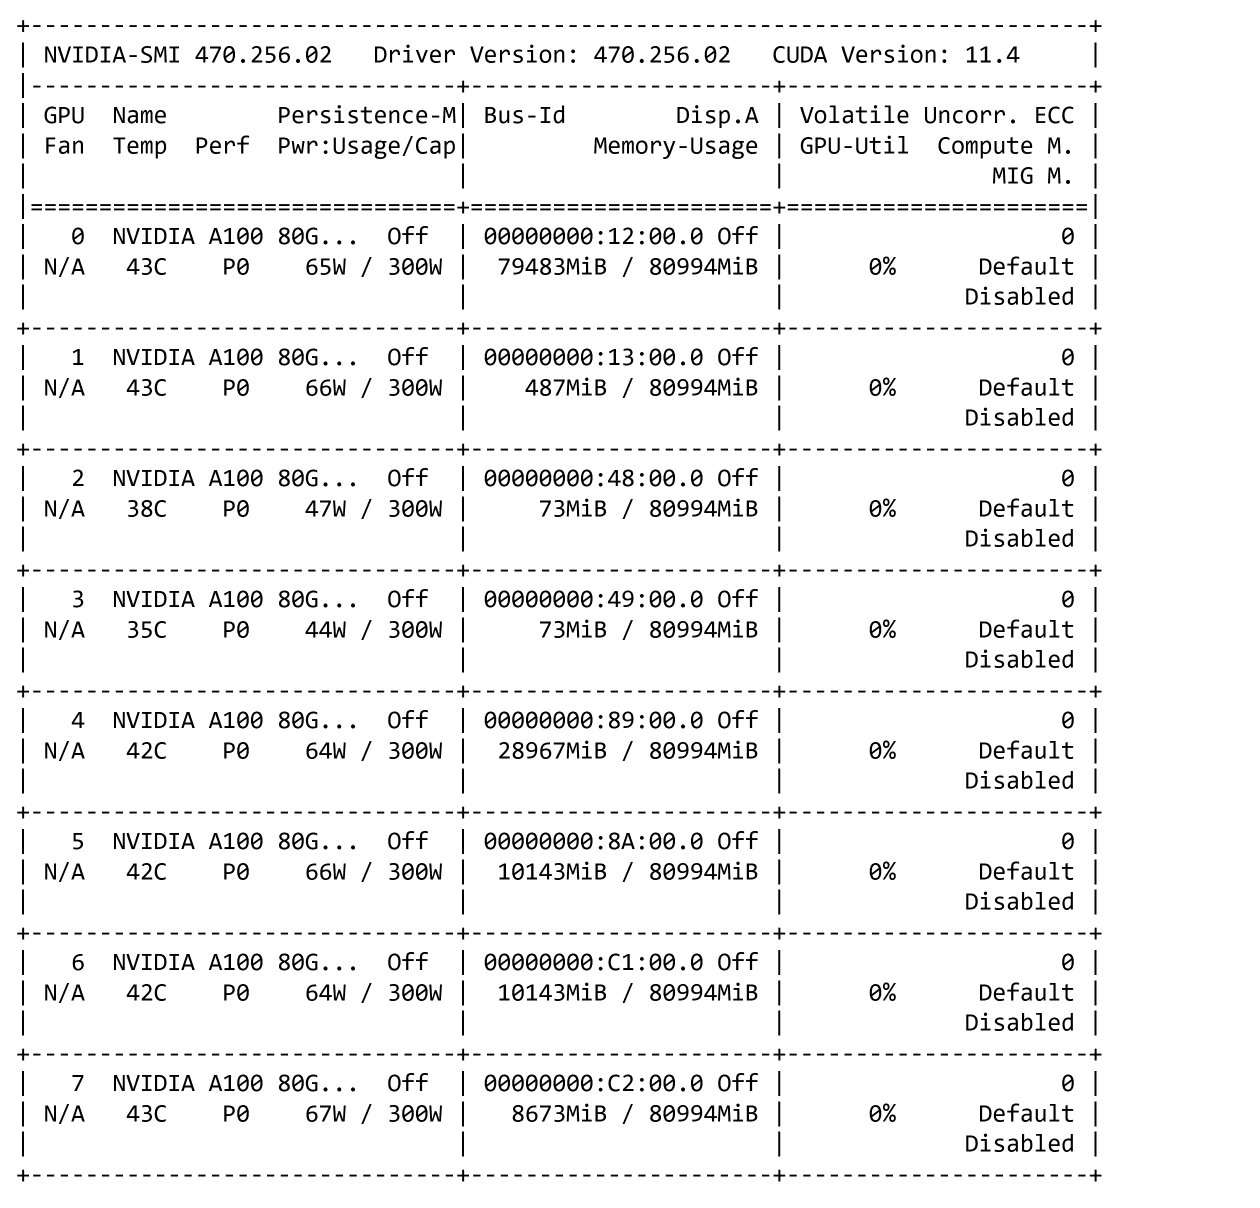 +-----------------------------------------------------------------------------+
| NVIDIA-SMI 470.256.02   Driver Version: 470.256.02   CUDA Version: 11.4     |
|-------------------------------+----------------------+----------------------+
| GPU  Name        Persistence-M| Bus-Id        Disp.A | Volatile Uncorr. ECC |
| Fan  Temp  Perf  Pwr:Usage/Cap|         Memory-Usage | GPU-Util  Compute M. |
|                               |                      |               MIG M. |
|===============================+======================+======================|
|   0  NVIDIA A100 80G...  Off  | 00000000:12:00.0 Off |                    0 |
| N/A   43C    P0    65W / 300W |  79483MiB / 80994MiB |      0%      Default |
|                               |                      |             Disabled |
+-------------------------------+----------------------+----------------------+
|   1  NVIDIA A100 80G...  Off  | 00000000:13:00.0 Off |                    0 |
| N/A   43C    P0    66W / 300W |    487MiB / 80994MiB |      0%      Default |
|                               |                      |             Disabled |
+-------------------------------+----------------------+----------------------+
|   2  NVIDIA A100 80G...  Off  | 00000000:48:00.0 Off |                    0 |
| N/A   38C    P0    47W / 300W |     73MiB / 80994MiB |      0%      Default |
|                               |                      |             Disabled |
+-------------------------------+----------------------+----------------------+
|   3  NVIDIA A100 80G...  Off  | 00000000:49:00.0 Off |                    0 |
| N/A   35C    P0    44W / 300W |     73MiB / 80994MiB |      0%      Default |
|                               |                      |             Disabled |
+-------------------------------+----------------------+----------------------+
|   4  NVIDIA A100 80G...  Off  | 00000000:89:00.0 Off |                    0 |
| N/A   42C    P0    64W / 300W |  28967MiB / 80994MiB |      0%      Default |
|                               |                      |             Disabled |
+-------------------------------+----------------------+----------------------+
|   5  NVIDIA A100 80G...  Off  | 00000000:8A:00.0 Off |                    0 |
| N/A   42C    P0    66W / 300W |  10143MiB / 80994MiB |      0%      Default |
|                               |                      |             Disabled |
+-------------------------------+----------------------+----------------------+
|   6  NVIDIA A100 80G...  Off  | 00000000:C1:00.0 Off |                    0 |
| N/A   42C    P0    64W / 300W |  10143MiB / 80994MiB |      0%      Default |
|                               |                      |             Disabled |
+-------------------------------+----------------------+----------------------+
|   7  NVIDIA A100 80G...  Off  | 00000000:C2:00.0 Off |                    0 |
| N/A   43C    P0    67W / 300W |   8673MiB / 80994MiB |      0%      Default |
|                               |                      |             Disabled |
+-------------------------------+----------------------+----------------------+